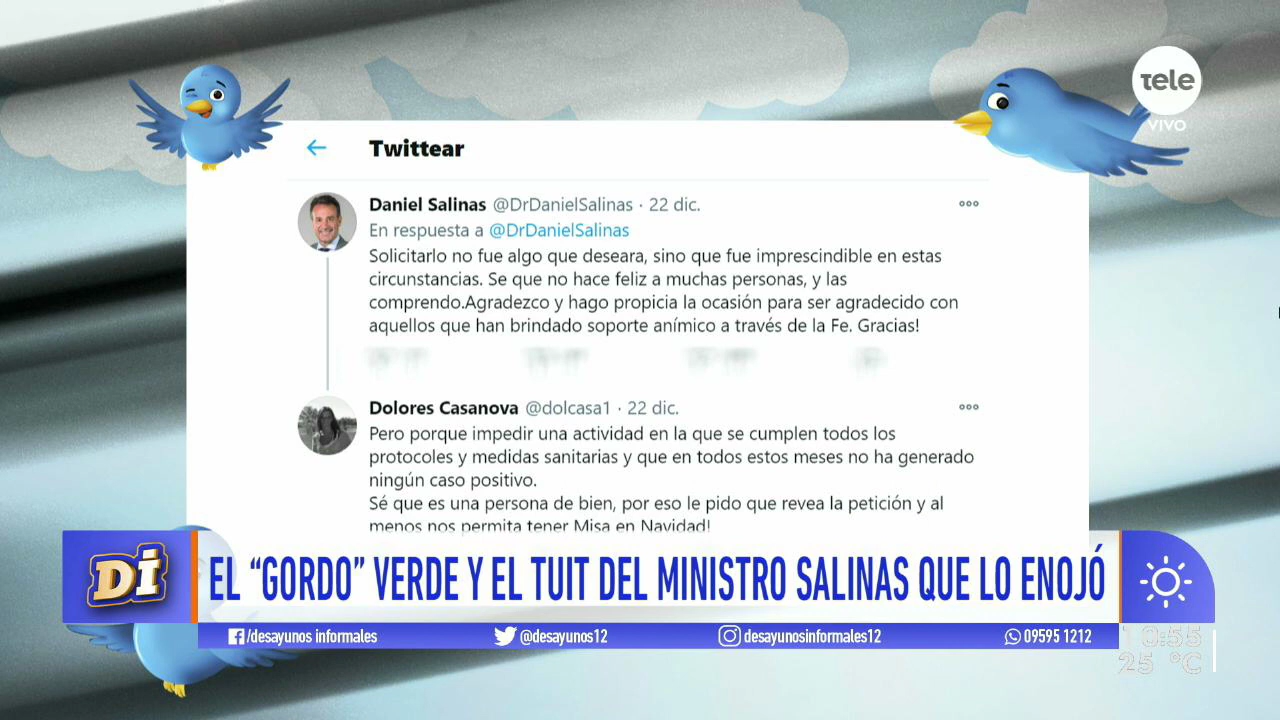 tele
VIVO
Twittear
Daniel Salinas @DrDanielSalinas · 22 dic.
En respuesta a @DrDanielSalinas
Solicitarlo no fue algo que deseara, sino que fue imprescindible en estas
circunstancias. Se que no hace feliz a muchas personas, y las
comprendo.Agradezco y hago propicia la ocasión para ser agradecido con
aquellos que han brindado soporte anímico a través de la Fe. Gracias!
Dolores Casanova @dolcasa1 · 22 dic.
Pero porque impedir una actividad en la que se cumplen todos los
protocoles y medidas sanitarias y que en todos estos meses no ha generado
ningún caso positivo.
Sé que es una persona de bien, por eso le pido que revea la petición y al
menos nos permita tener Misa en Navidad!
Di
EL “GORDO” VERDE Y EL TUIT DEL MINISTRO SALINAS QUE LO ENOJÓ
/desayunos informales @desayunos12 desayunosinformales12 09595 1212
10:55
25 °C